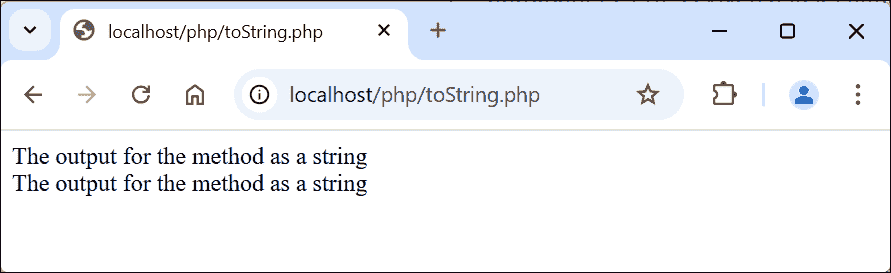 localhost/php/toString.php
localhost/php/toString.php
The output for the method as a string
The output for the method as a string